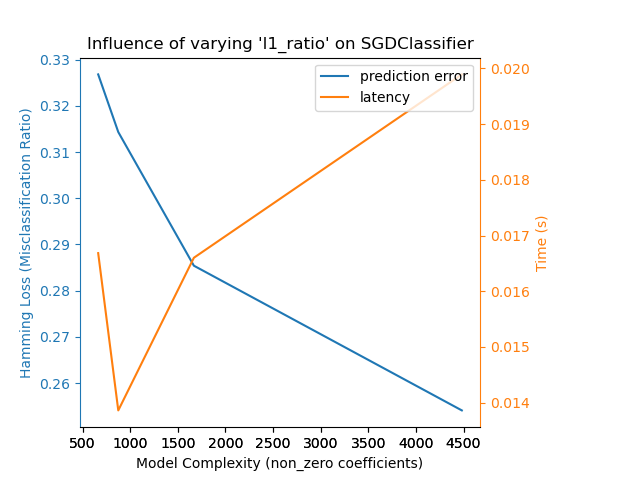 Influence of varying 'l1_ratio' on SGDClassifier
prediction error
latency
0.33
0.32
0.31
0.30
0.29
0.28
0.27
0.26
Hamming Loss (Misclassification Ratio)
0.020
0.019
0.018
0.017
0.016
0.015
0.014
Time (s)
500 1000 1500 2000 2500 3000 3500 4000 4500
Model Complexity (non_zero coefficients)